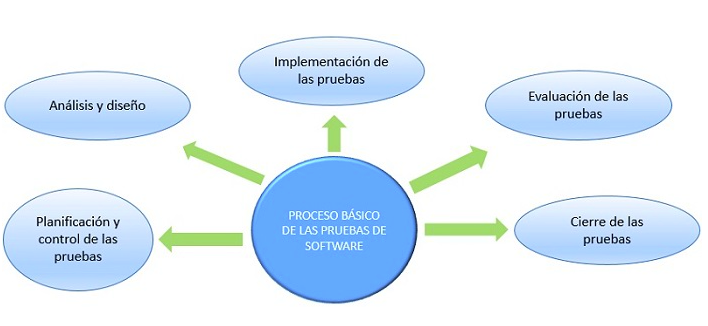 Implementación de
las pruebas
Análisis y diseño
Evaluación de las
pruebas
Planificación y
control de las
pruebas
PROCESO BÁSICO
DE LAS PRUEBAS DE
SOFTWARE
Cierre de las
pruebas